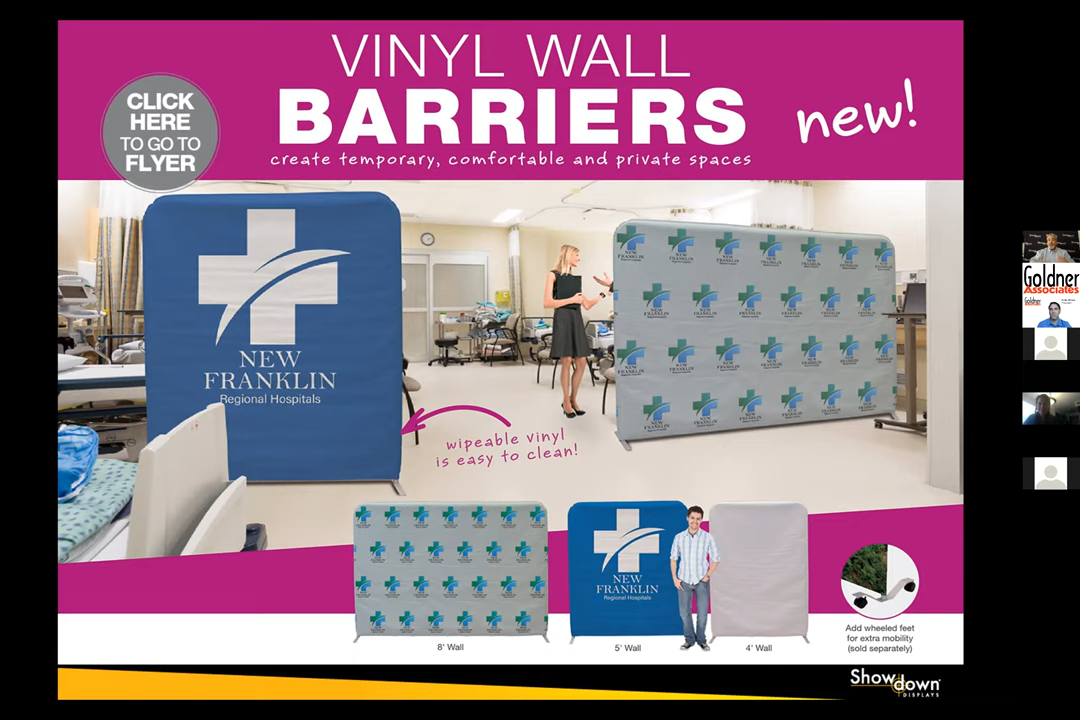 VINYL WALL
BARRIERS
new!
create temporary, comfortable and private spaces
CLICK
HERE
TO GO TO
FLYER
NEW
FRANKLIN
Regional Hospitals
wipeable vinyl
is easy to clean!
NEW
FRANKLIN
Regional Hospitals
8' Wall
5' Wall
4' Wall
Add wheeled feet
for extra mobility
(sold separately)
Showdown
DISPLAYS
Goldner
Associates
Goldner